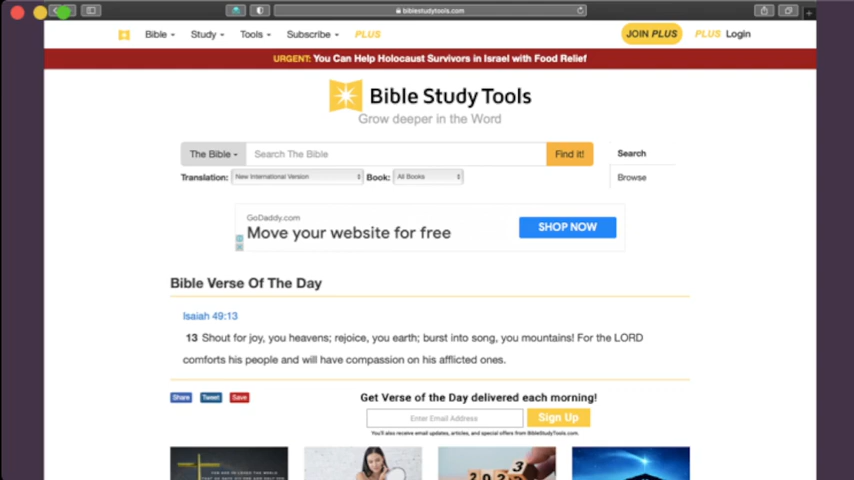 biblestudytools.com
Bible Study Tools Subscribe PLUS JOIN PLUS PLUS Login
URGENT: You Can Help Holocaust Survivors in Israel with Food Relief
Bible Study Tools
Grow deeper in the Word
The Bible Search The Bible Find it! Search
Translation: New International Version Book: All Books Browse
GoDaddy.com
Move your website for free SHOP NOW
Bible Verse Of The Day
Isaiah 49:13
13 Shout for joy, you heavens; rejoice, you earth; burst into song, you mountains! For the LORD
comforts his people and will have compassion on his afflicted ones.
Share Tweet Save Get Verse of the Day delivered each morning!
Enter Email Address Sign Up
You'll also receive email updates, articles, and special offers from BibleStudyTools.com.